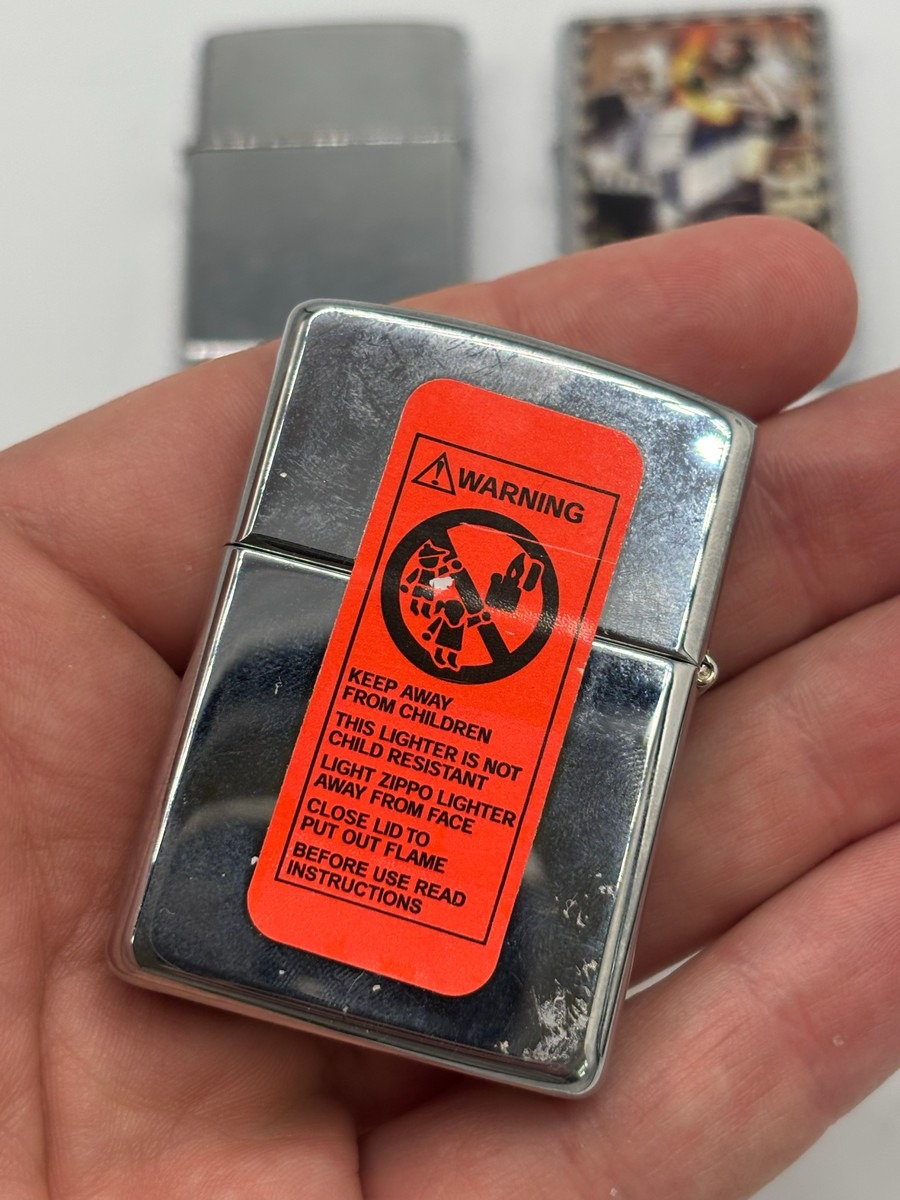 WARNING
KEEP AWAY
FROM CHILDREN
THIS LIGHTER IS NOT
CHILD RESISTANT
LIGHT ZIPPO LIGHTER
AWAY FROM FACE
CLOSE LID TO
PUT OUT FLAME
BEFORE USE READ
INSTRUCTIONS